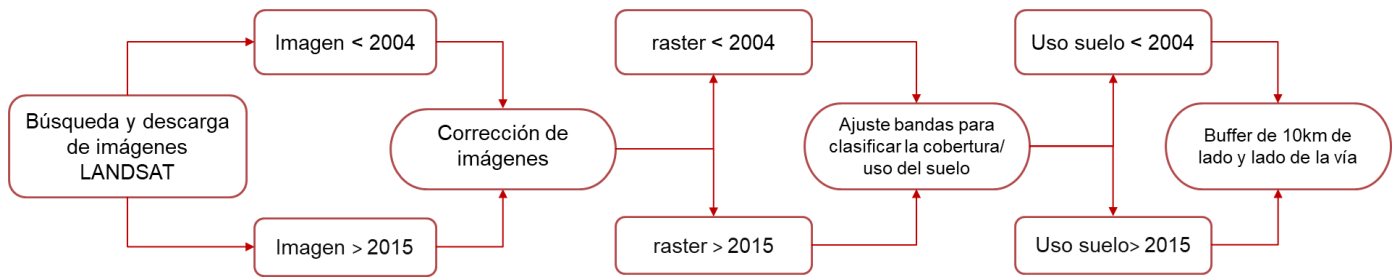 Búsqueda y descarga
de imágenes
LANDSAT
Imagen < 2004
Imagen > 2015
Corrección de
imágenes
raster < 2004
raster > 2015
Ajuste bandas para
clasificar la cobertura/
uso del suelo
Uso suelo < 2004
Uso suelo> 2015
Buffer de 10km de
lado y lado de la vía